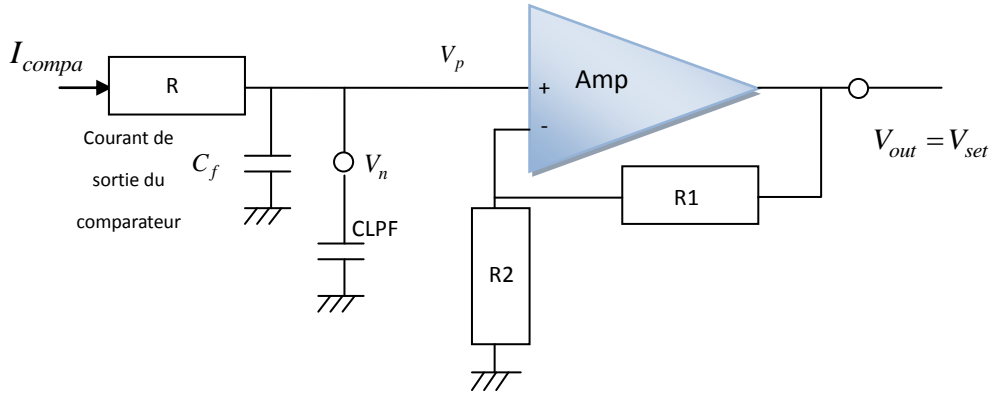 I_compa
R
V_p
+
Amp
-
Courant de
sortie du
comparateur
C_f
V_n
CLPF
V_out = V_set
R1
R2